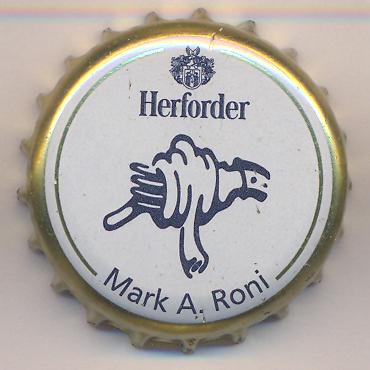 Herforder
Mark A. Roni